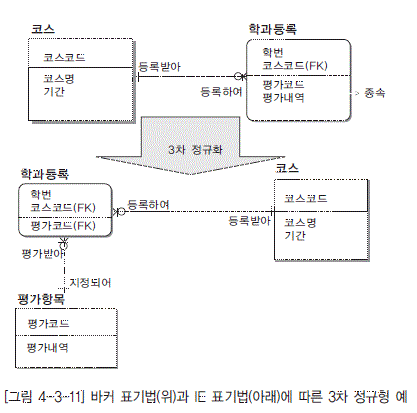 코스
학과등록
코스코드
코스명
기간
등록받아
등록하여
학번
코스코드(FK)
평가코드
평가내역
종속
3차 정규화
학과등록
학번
코스코드(FK)
평가코드(FK)
등록하여
등록받아
코스
코스코드
코스명
기간
평가받아
지정되어
평가항목
평가코드
평가내역
[그림 4-3-11] 바커 표기법(위)과 IE 표기법(아래)에 따른 3차 정규형 예